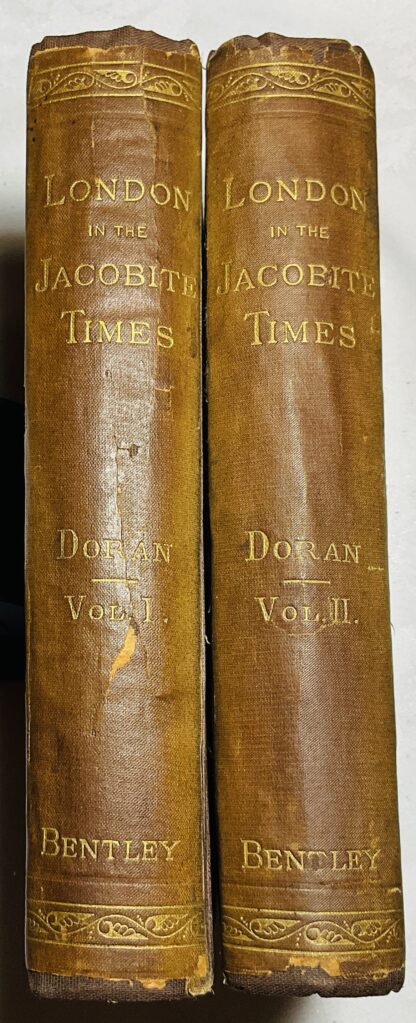 LONDON
IN THE
JACOBITE
TIMES
DORAN
VOL. I.
BENTLEY
LONDON
IN THE
JACOBITE
TIMES
DORAN
VOL. II.
BENTLEY